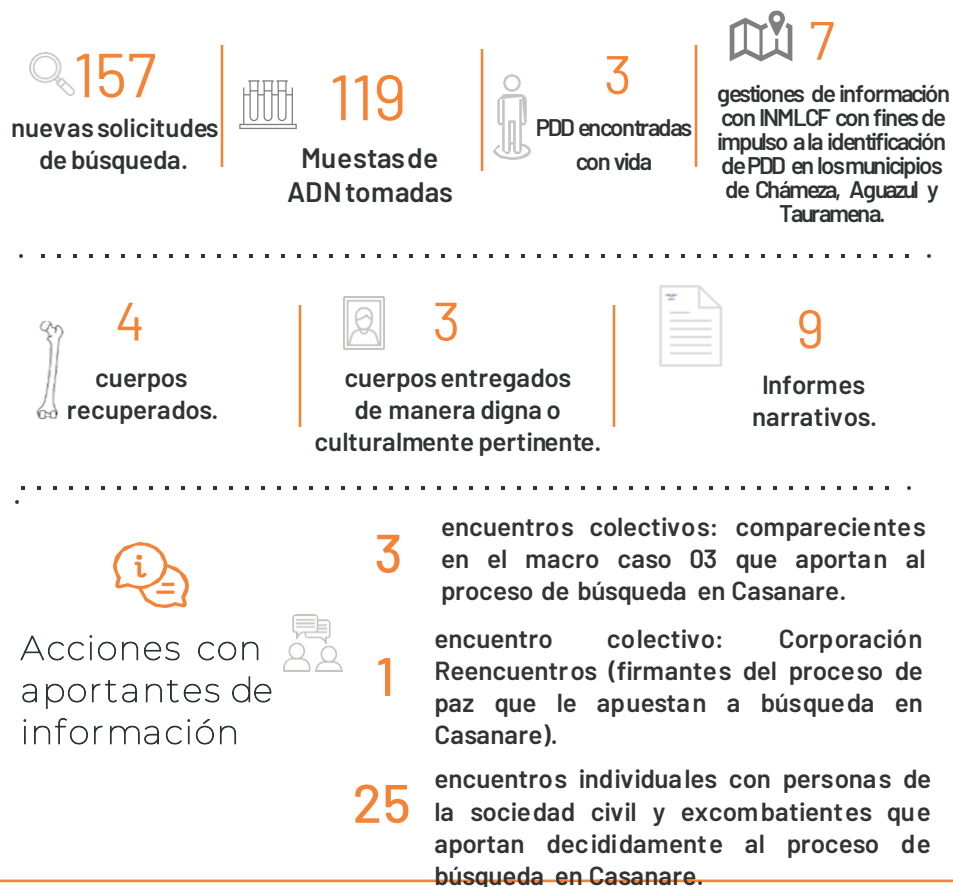 157
nuevas solicitudes
de búsqueda.
119
Muestas de
ADN tomadas
3
PDD encontradas
con vida
7
gestiones de información
con INMLCF con fines de
impulso a la identificación
de PDD en los municipios
de Chámeza, Aguazul y
Tauramena.
4
cuerpos
recuperados.
3
cuerpos entregados
de manera digna o
culturalmente pertinente.
9
Informes
narrativos.
Acciones con
aportantes de
información
3
encuentros colectivos: comparecientes
en el macro caso 03 que aportan al
proceso de búsqueda en Casanare.
1
encuentro colectivo: Corporación
Reencuentros (firmantes del proceso de
paz que le apuestan a búsqueda en
Casanare).
25
encuentros individuales con personas de
la sociedad civil y excombatientes que
aportan decididamente al proceso de
búsqueda en Casanare.